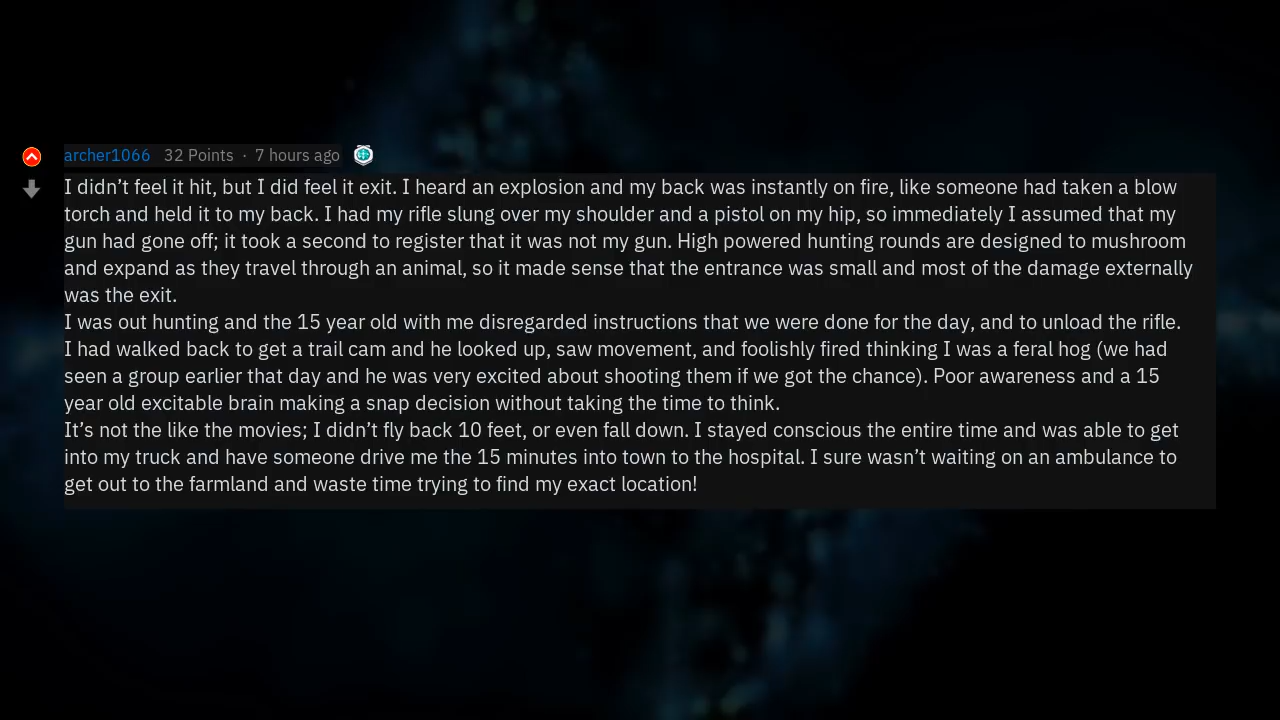 archer1066 32 Points · 7 hours ago
I didn’t feel it hit, but I did feel it exit. I heard an explosion and my back was instantly on fire, like someone had taken a blow
torch and held it to my back. I had my rifle slung over my shoulder and a pistol on my hip, so immediately I assumed that my
gun had gone off; it took a second to register that it was not my gun. High powered hunting rounds are designed to mushroom
and expand as they travel through an animal, so it made sense that the entrance was small and most of the damage externally
was the exit.
I was out hunting and the 15 year old with me disregarded instructions that we were done for the day, and to unload the rifle.
I had walked back to get a trail cam and he looked up, saw movement, and foolishly fired thinking I was a feral hog (we had
seen a group earlier that day and he was very excited about shooting them if we got the chance). Poor awareness and a 15
year old excitable brain making a snap decision without taking the time to think.
It’s not the like the movies; I didn’t fly back 10 feet, or even fall down. I stayed conscious the entire time and was able to get
into my truck and have someone drive me the 15 minutes into town to the hospital. I sure wasn’t waiting on an ambulance to
get out to the farmland and waste time trying to find my exact location!